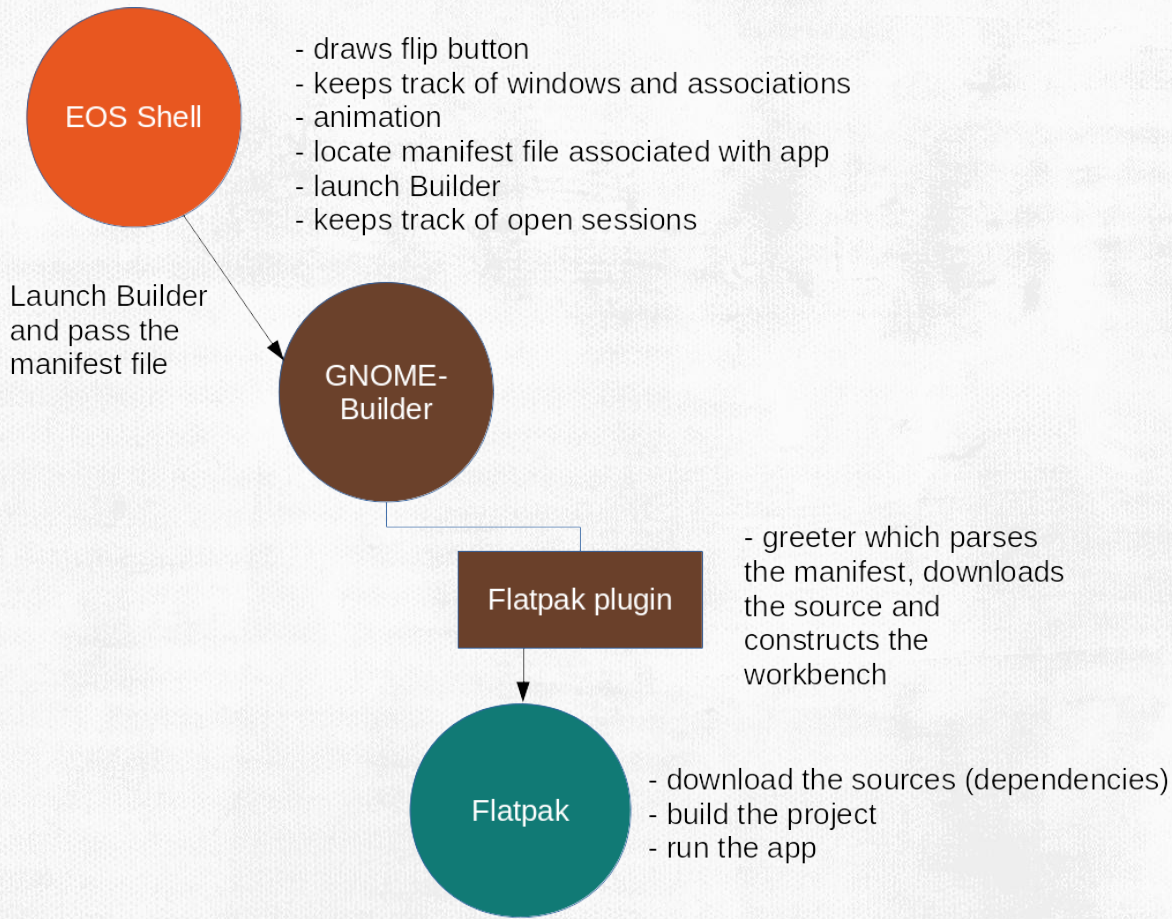 EOS Shell
- draws flip button
- keeps track of windows and associations
- animation
- locate manifest file associated with app
- launch Builder
- keeps track of open sessions
Launch Builder
and pass the
manifest file
GNOME-
Builder
Flatpak plugin
- greeter which parses
the manifest, downloads
the source and
constructs the
workbench
Flatpak
- download the sources (dependencies)
- build the project
- run the app